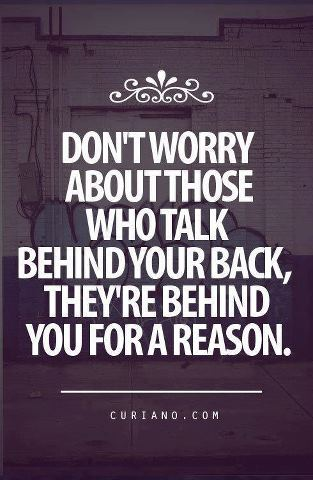 DON'T WORRY
ABOUT THOSE
WHO TALK
BEHIND YOUR BACK,
THEY'RE BEHIND
YOU FOR A REASON.
CURIANO.COM